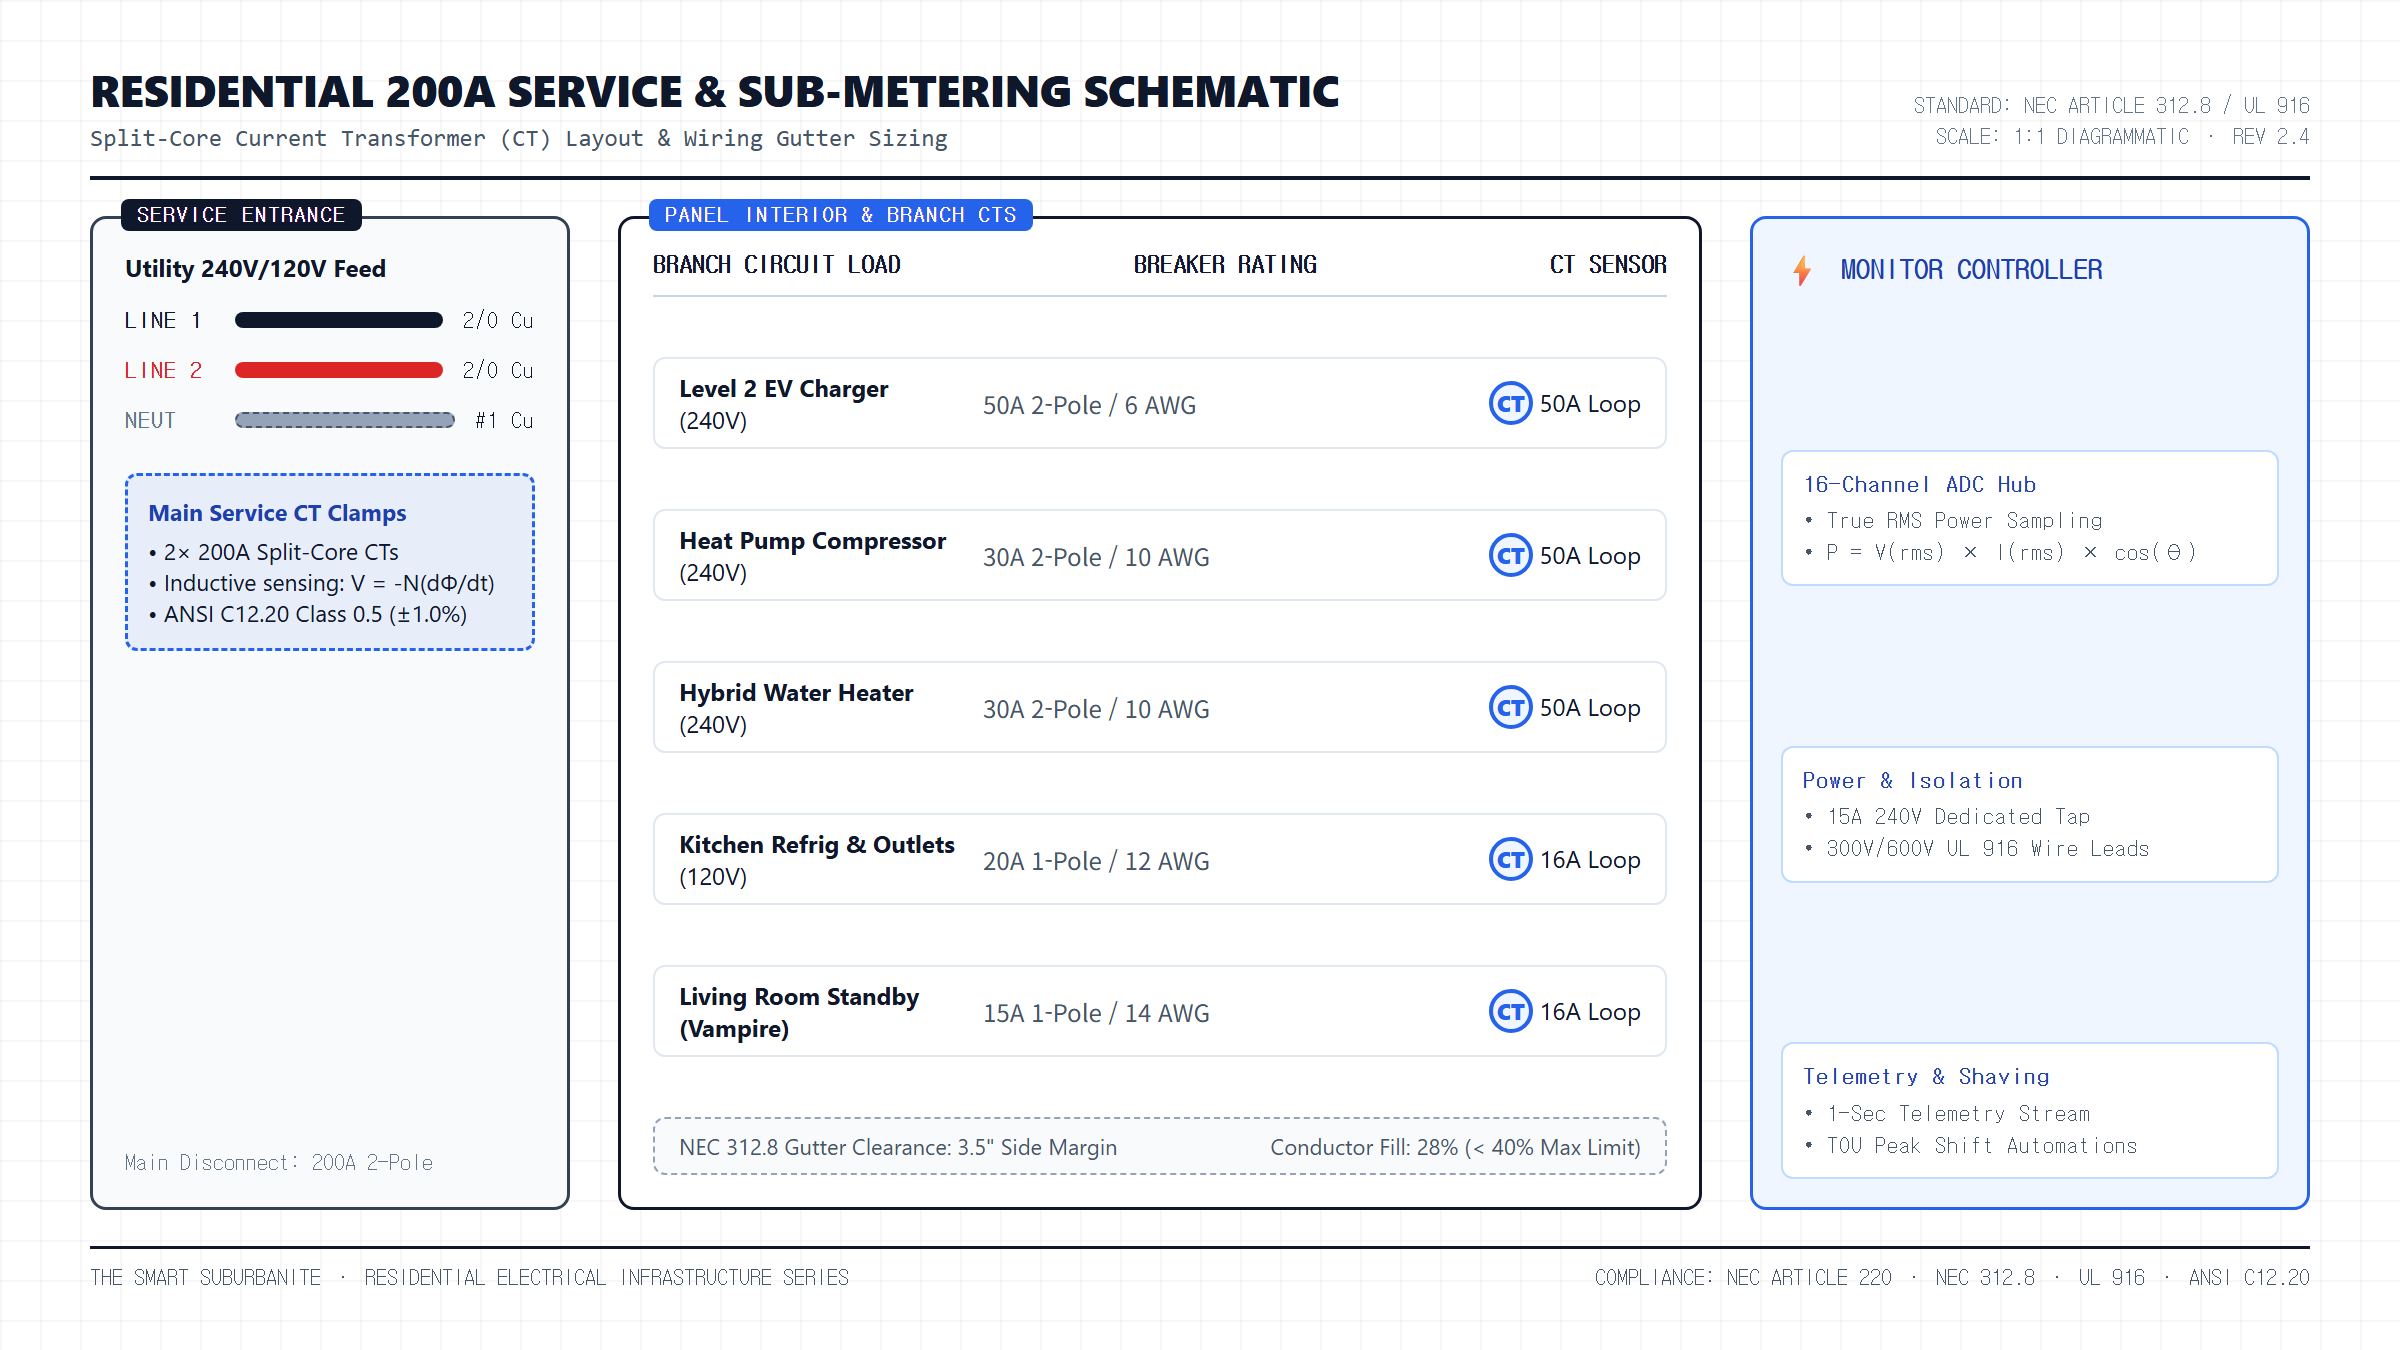 RESIDENTIAL 200A SERVICE & SUB-METERING SCHEMATIC
Split-Core Current Transformer (CT) Layout & Wiring Gutter Sizing
STANDARD: NEC ARTICLE 312.8 / UL 916
SCALE: 1:1 DIAGRAMMATIC · REV 2.4
SERVICE ENTRANCE
Utility 240V/120V Feed
LINE 1 2/0 Cu
LINE 2 2/0 Cu
NEUT #1 Cu
Main Service CT Clamps
• 2× 200A Split-Core CTs
• Inductive sensing: V = -N(dΦ/dt)
• ANSI C12.20 Class 0.5 (±1.0%)
Main Disconnect: 200A 2-Pole
PANEL INTERIOR & BRANCH CTS
BRANCH CIRCUIT LOAD BREAKER RATING CT SENSOR
Level 2 EV Charger
(240V)
50A 2-Pole / 6 AWG
CT 50A Loop
Heat Pump Compressor
(240V)
30A 2-Pole / 10 AWG
CT 50A Loop
Hybrid Water Heater
(240V)
30A 2-Pole / 10 AWG
CT 50A Loop
Kitchen Refrig & Outlets
(120V)
20A 1-Pole / 12 AWG
CT 16A Loop
Living Room Standby
(Vampire)
15A 1-Pole / 14 AWG
CT 16A Loop
NEC 312.8 Gutter Clearance: 3.5" Side Margin Conductor Fill: 28% (< 40% Max Limit)
MONITOR CONTROLLER
16-Channel ADC Hub
• True RMS Power Sampling
• P = V(rms) × I(rms) × cos(θ)
Power & Isolation
• 15A 240V Dedicated Tap
• 300V/600V UL 916 Wire Leads
Telemetry & Shaving
• 1-Sec Telemetry Stream
• TOU Peak Shift Automations
THE SMART SUBURBANITE · RESIDENTIAL ELECTRICAL INFRASTRUCTURE SERIES
COMPLIANCE: NEC ARTICLE 220 · NEC 312.8 · UL 916 · ANSI C12.20